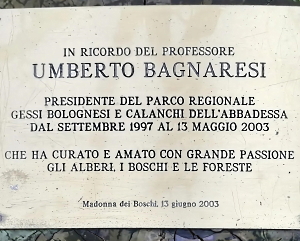 IN RICORDO DEL PROFESSORE
UMBERTO BAGNARESI
PRESIDENTE DEL PARCO REGIONALE
GESSI BOLOGNESI E CALANCHI DELL'ABBADESSA
DAL SETTEMBRE 1997 AL 13 MAGGIO 2003
CHE HA CURATO E AMATO CON GRANDE PASSIONE
GLI ALBERI, I BOSCHI E LE FORESTE
Madonna dei Boschi, 13 giugno 2003